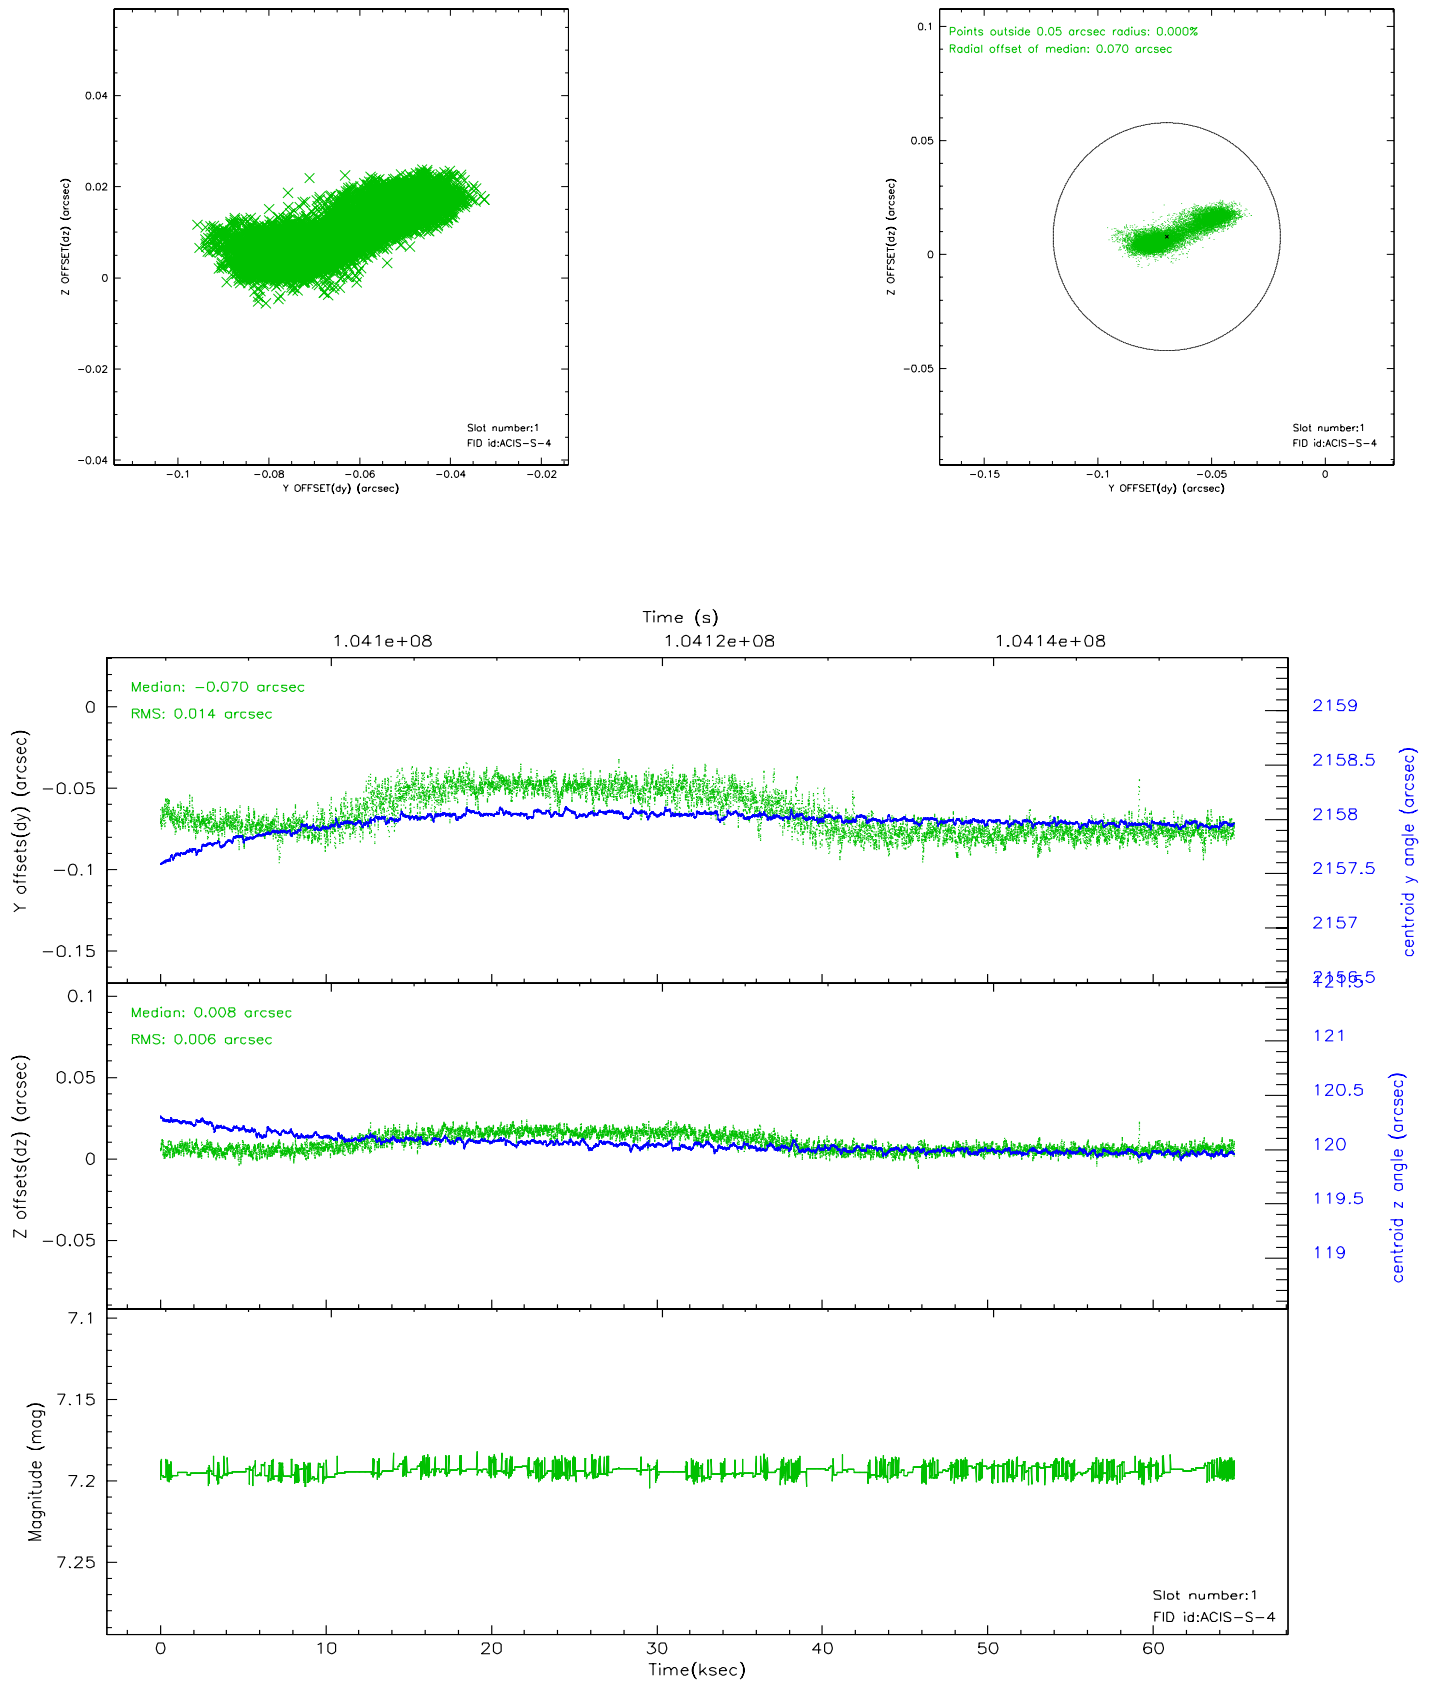 0.04
0.02
0
−0.02
−0.04
Z OFFSET(dz) (arcsec)
Slot number:1
FID id:ACIS−S−4
−0.1
−0.08
−0.06
−0.04
−0.02
Y OFFSET(dy) (arcsec)
Points outside 0.05 arcsec radius: 0.000%
Radial offset of median: 0.070 arcsec
0.1
0.05
0
−0.05
Z OFFSET(dz) (arcsec)
Slot number:1
FID id:ACIS−S−4
−0.15
−0.1
−0.05
0
Y OFFSET(dy) (arcsec)
Time (s)
1.041e+08
1.0412e+08
1.0414e+08
Median: −0.070 arcsec
RMS: 0.014 arcsec
0
−0.05
−0.1
−0.15
Y offsets(dy) (arcsec)
2159
2158.5
2158
2157.5
2157
2156.5
centroid y angle (arcsec)
Median: 0.008 arcsec
RMS: 0.006 arcsec
0.1
0.05
0
−0.05
Z offsets(dz) (arcsec)
121.5
121
120.5
120
119.5
119
centroid z angle (arcsec)
7.1
7.15
7.2
7.25
Magnitude (mag)
Slot number:1
FID id:ACIS−S−4
0
10
20
30
40
50
60
Time(ksec)